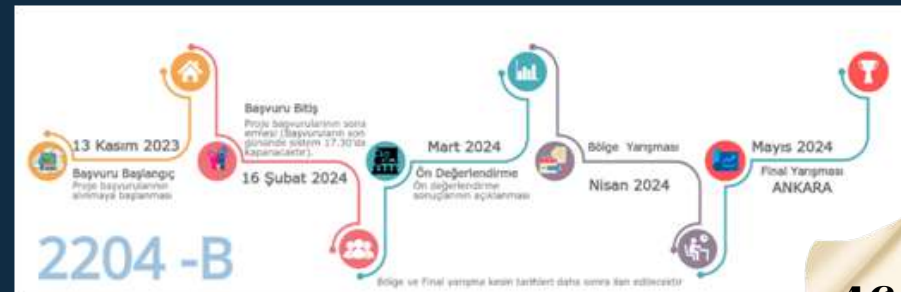 13 Kasım 2023
Başvuru Başlangıç
Proje başvurularının
alınmaya başlanması
Başvuru Bitiş
Proje başvurularının sona
ermesi (Başvuruların son
gününde sistem 17.30'da
kapanacaktır).
16 Şubat 2024
Mart 2024
Ön Değerlendirme
Ön değerlendirme
sonuçlarının açıklanması
Bölge Yarışması
Nisan 2024
Mayıs 2024
Final Yarışması
ANKARA
2204 -B
Bölge ve Final yarışma kesin tarihleri daha sonra ilan edilecektir